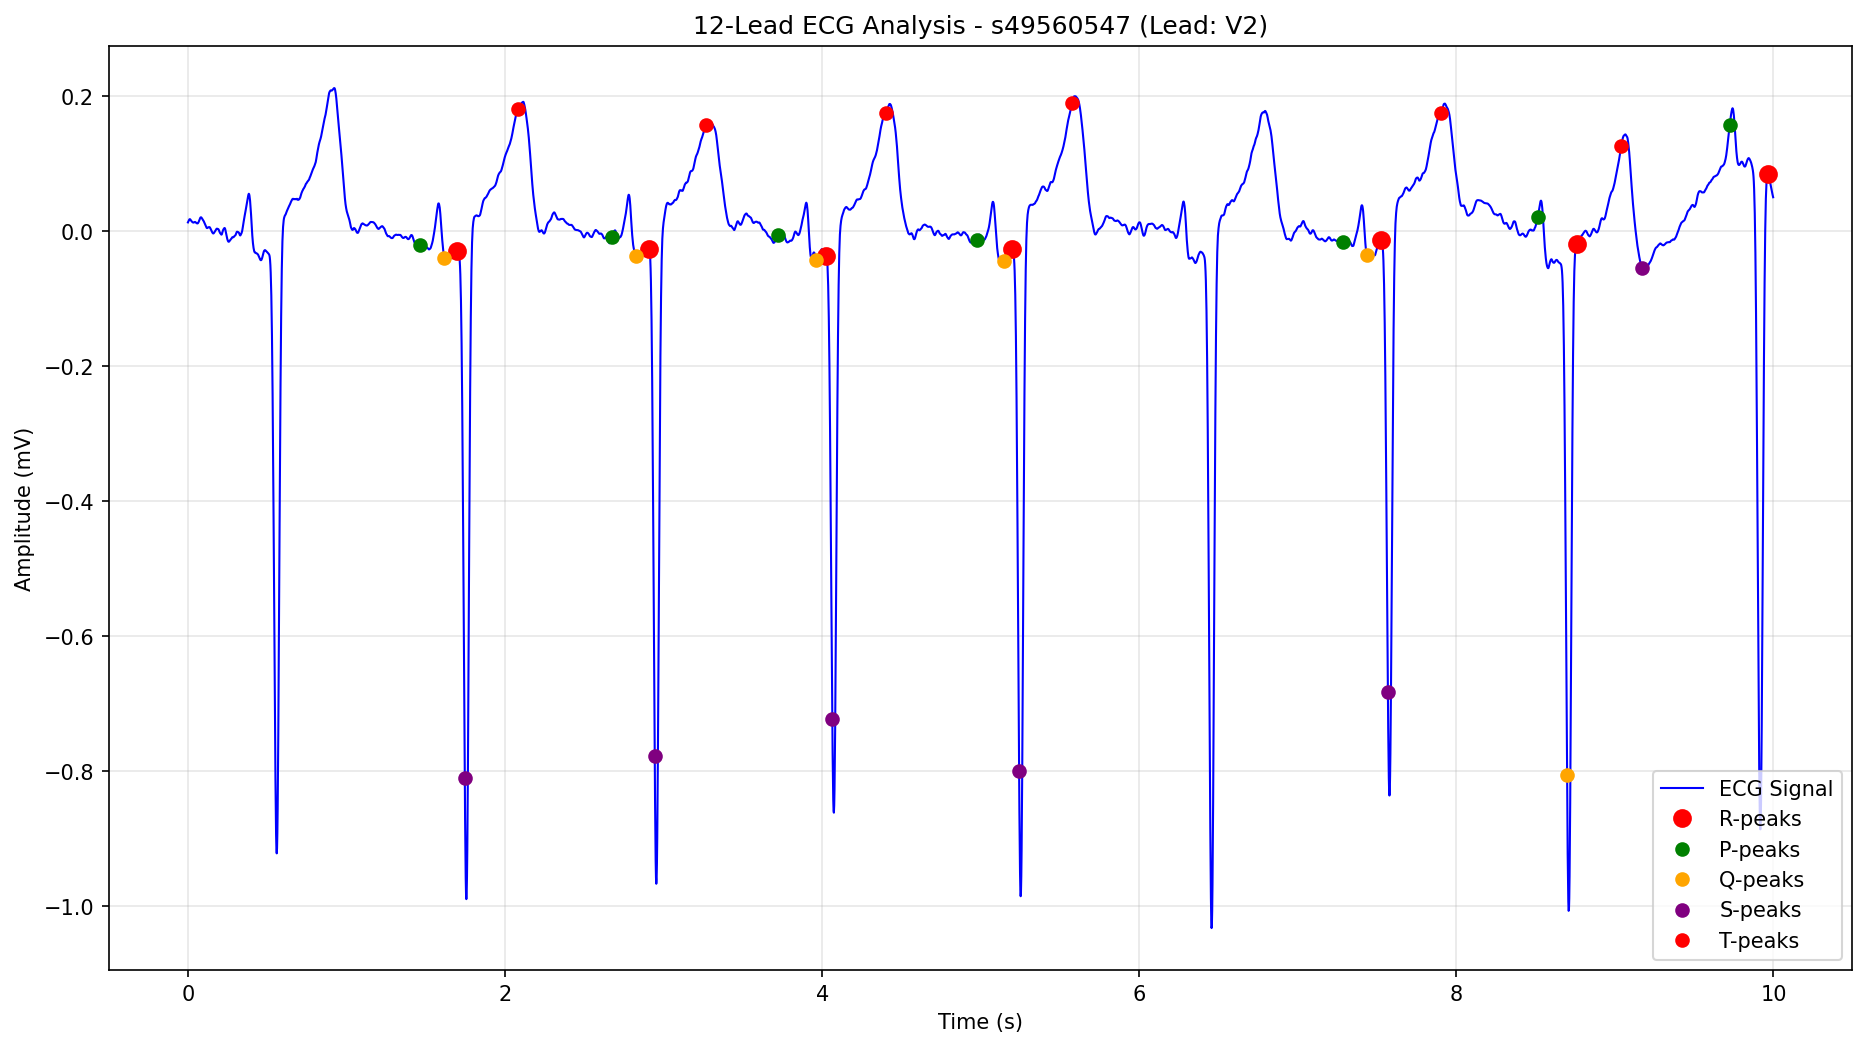 12-Lead ECG Analysis - s49560547 (Lead: V2)
Amplitude (mV)
0.2
0.0
−0.2
−0.4
−0.6
−0.8
−1.0
0
2
4
6
8
10
Time (s)
ECG Signal
R-peaks
P-peaks
Q-peaks
S-peaks
T-peaks